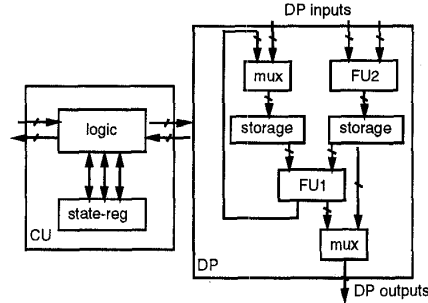 DP inputs
mux
FU2
logic
storage
storage
FU1
state-reg
mux
CU
DP
DP outputs